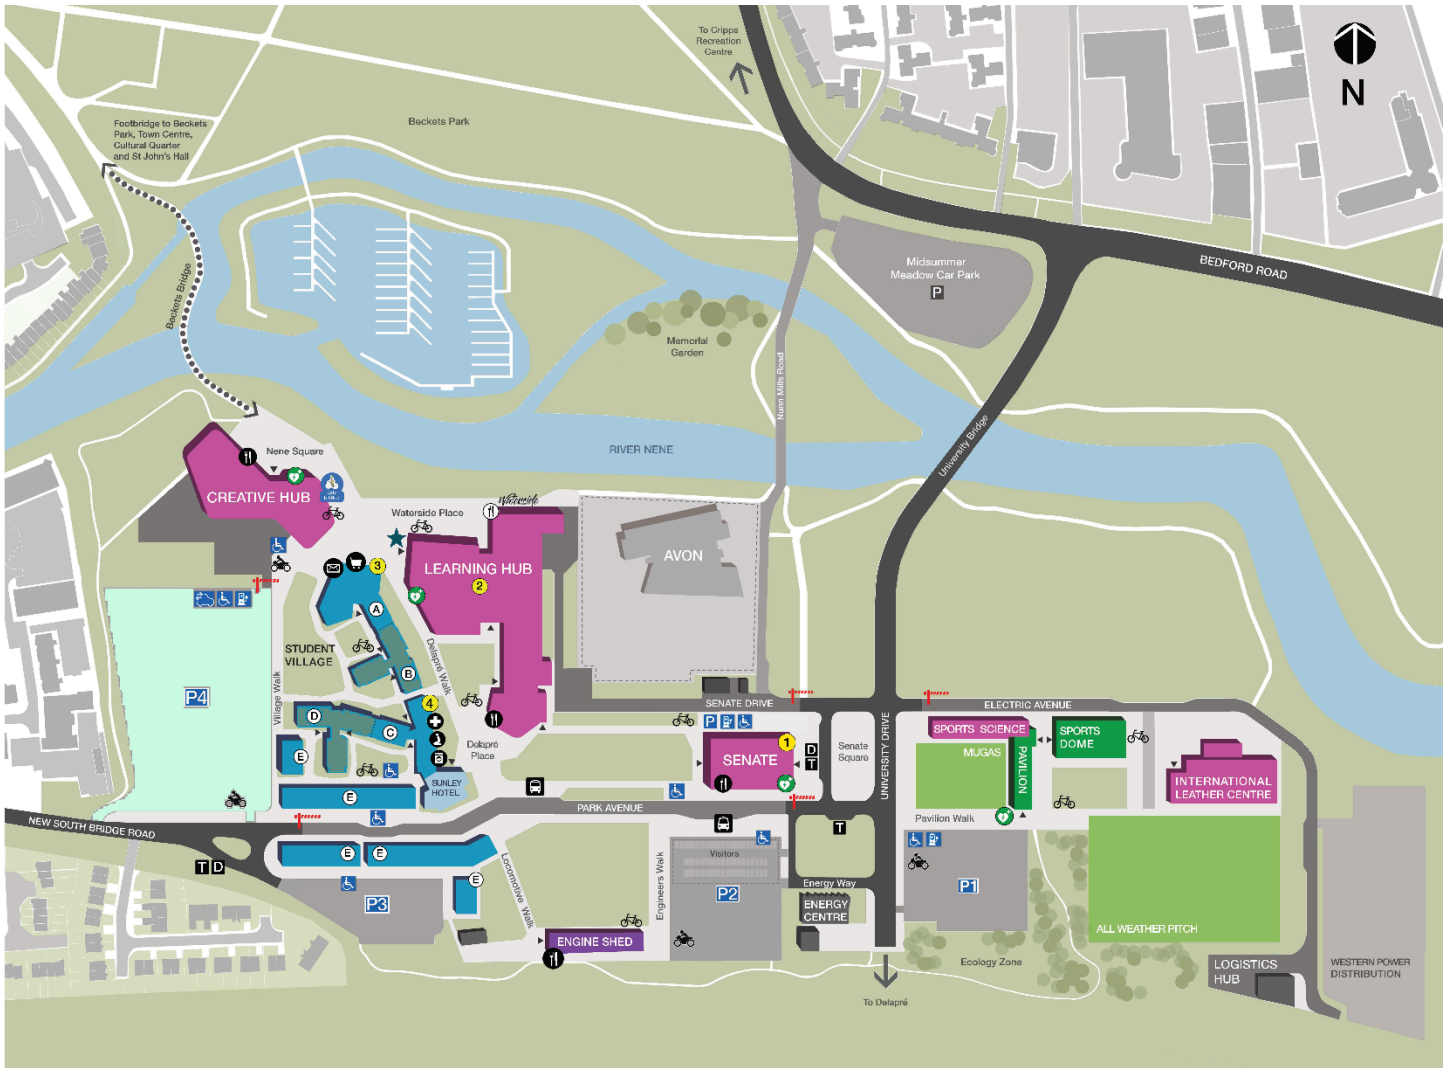 To Cripps
Recreation
Centre
N
Footbridge to Beckets
Park, Town Centre,
Cultural Quarter
and St John's Hall
Beckets Park
Beckets Bridge
Midsummer
Meadow Car Park
P
BEDFORD ROAD
Memorial
Garden
Nunn Mills Road
University Bridge
RIVER NENE
Nene Square
CREATIVE HUB
Waterside Place
Waterside
LEARNING HUB
2
AVON
3
A
B
STUDENT
VILLAGE
Delapré Walk
Village Walk
P4
4
D
C
E
E
SUNLEY
HOTEL
Delapré
Place
SENATE DRIVE
P
1
SENATE
D
T
Senate
Square
UNIVERSITY DRIVE
ELECTRIC AVENUE
SPORTS SCIENCE
SPORTS
DOME
MUGAS
PAVILION
INTERNATIONAL
LEATHER CENTRE
Pavilion Walk
PARK AVENUE
NEW SOUTH BRIDGE ROAD
T D
E
E
E
P3
Locomotive Walk
Engineers Walk
Visitors
P2
T
Energy Way
ENERGY
CENTRE
P1
ENGINE SHED
ALL WEATHER PITCH
Ecology Zone
To Delapré
LOGISTICS
HUB
WESTERN POWER
DISTRIBUTION